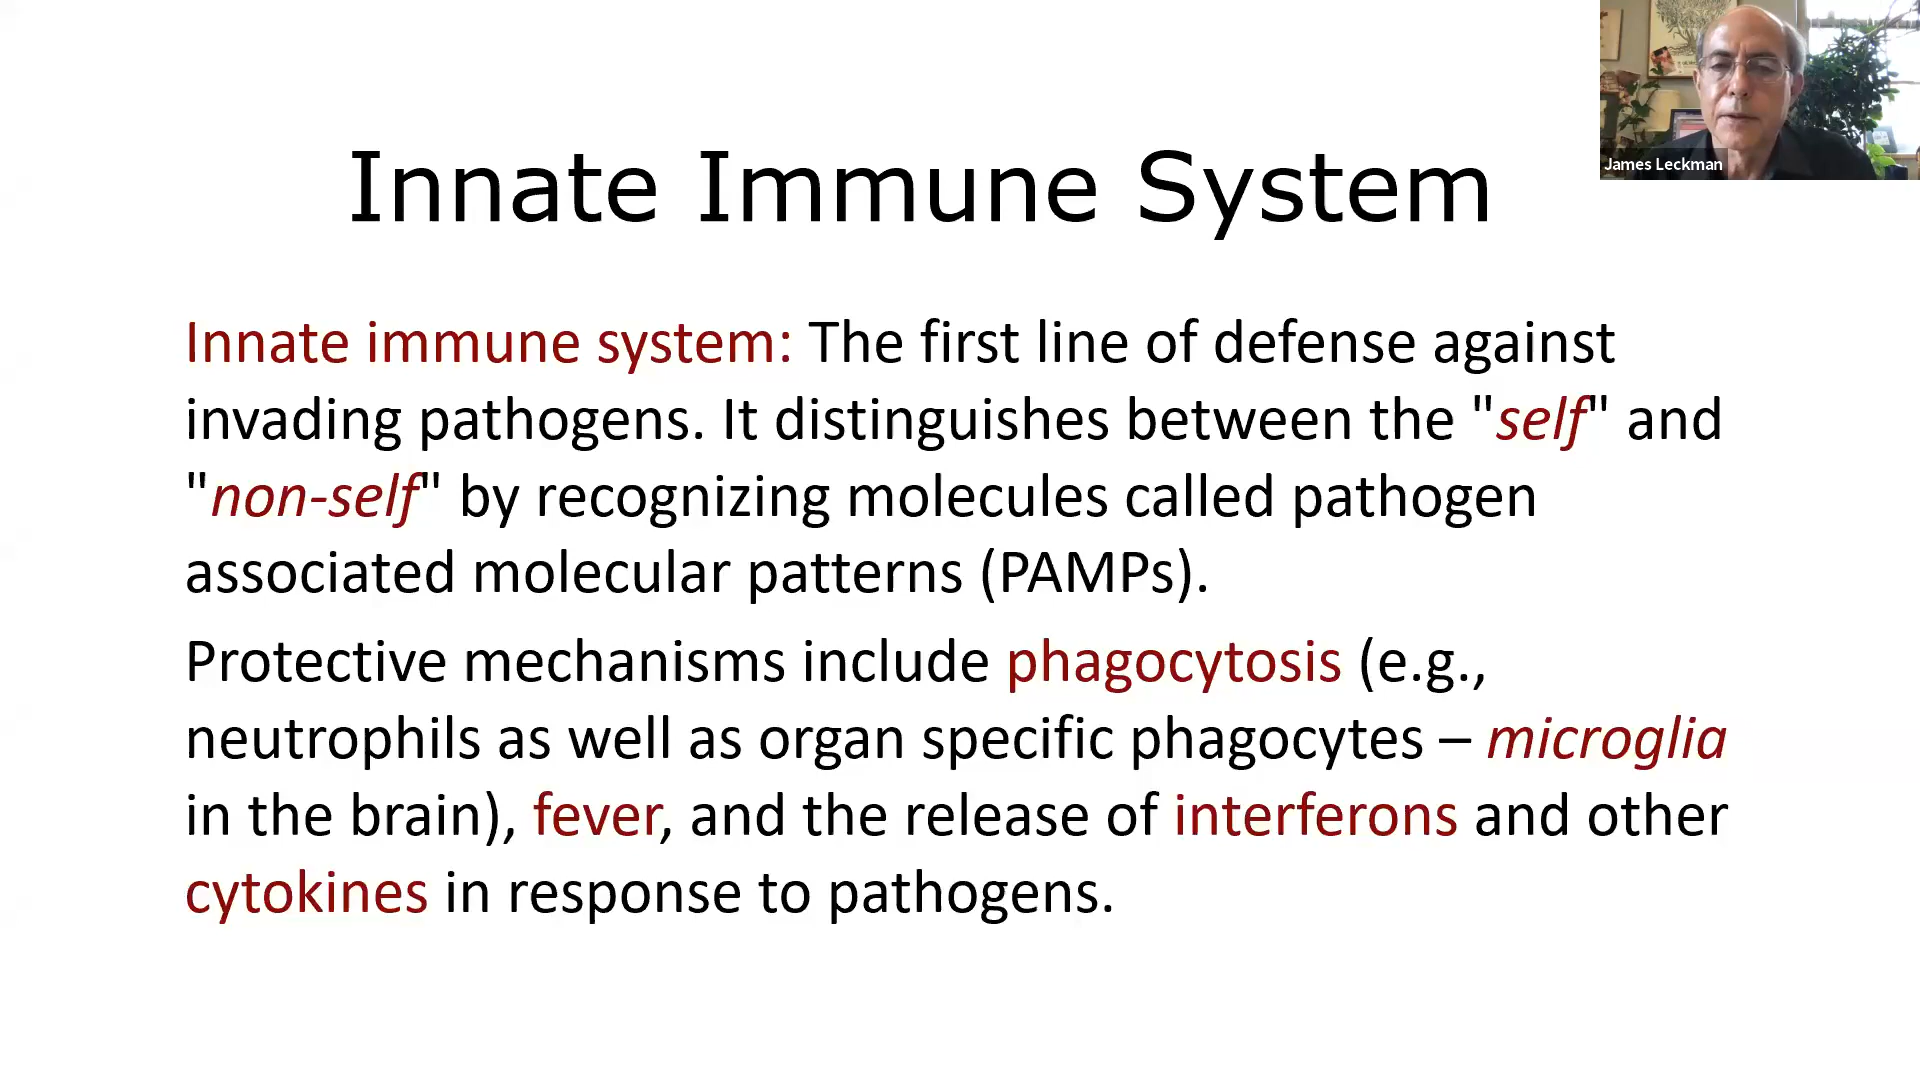 James Leckman
Innate Immune System
Innate immune system: The first line of defense against
invading pathogens. It distinguishes between the "self" and
"non-self" by recognizing molecules called pathogen
associated molecular patterns (PAMPs).
Protective mechanisms include phagocytosis (e.g.,
neutrophils as well as organ specific phagocytes – microglia
in the brain), fever, and the release of interferons and other
cytokines in response to pathogens.